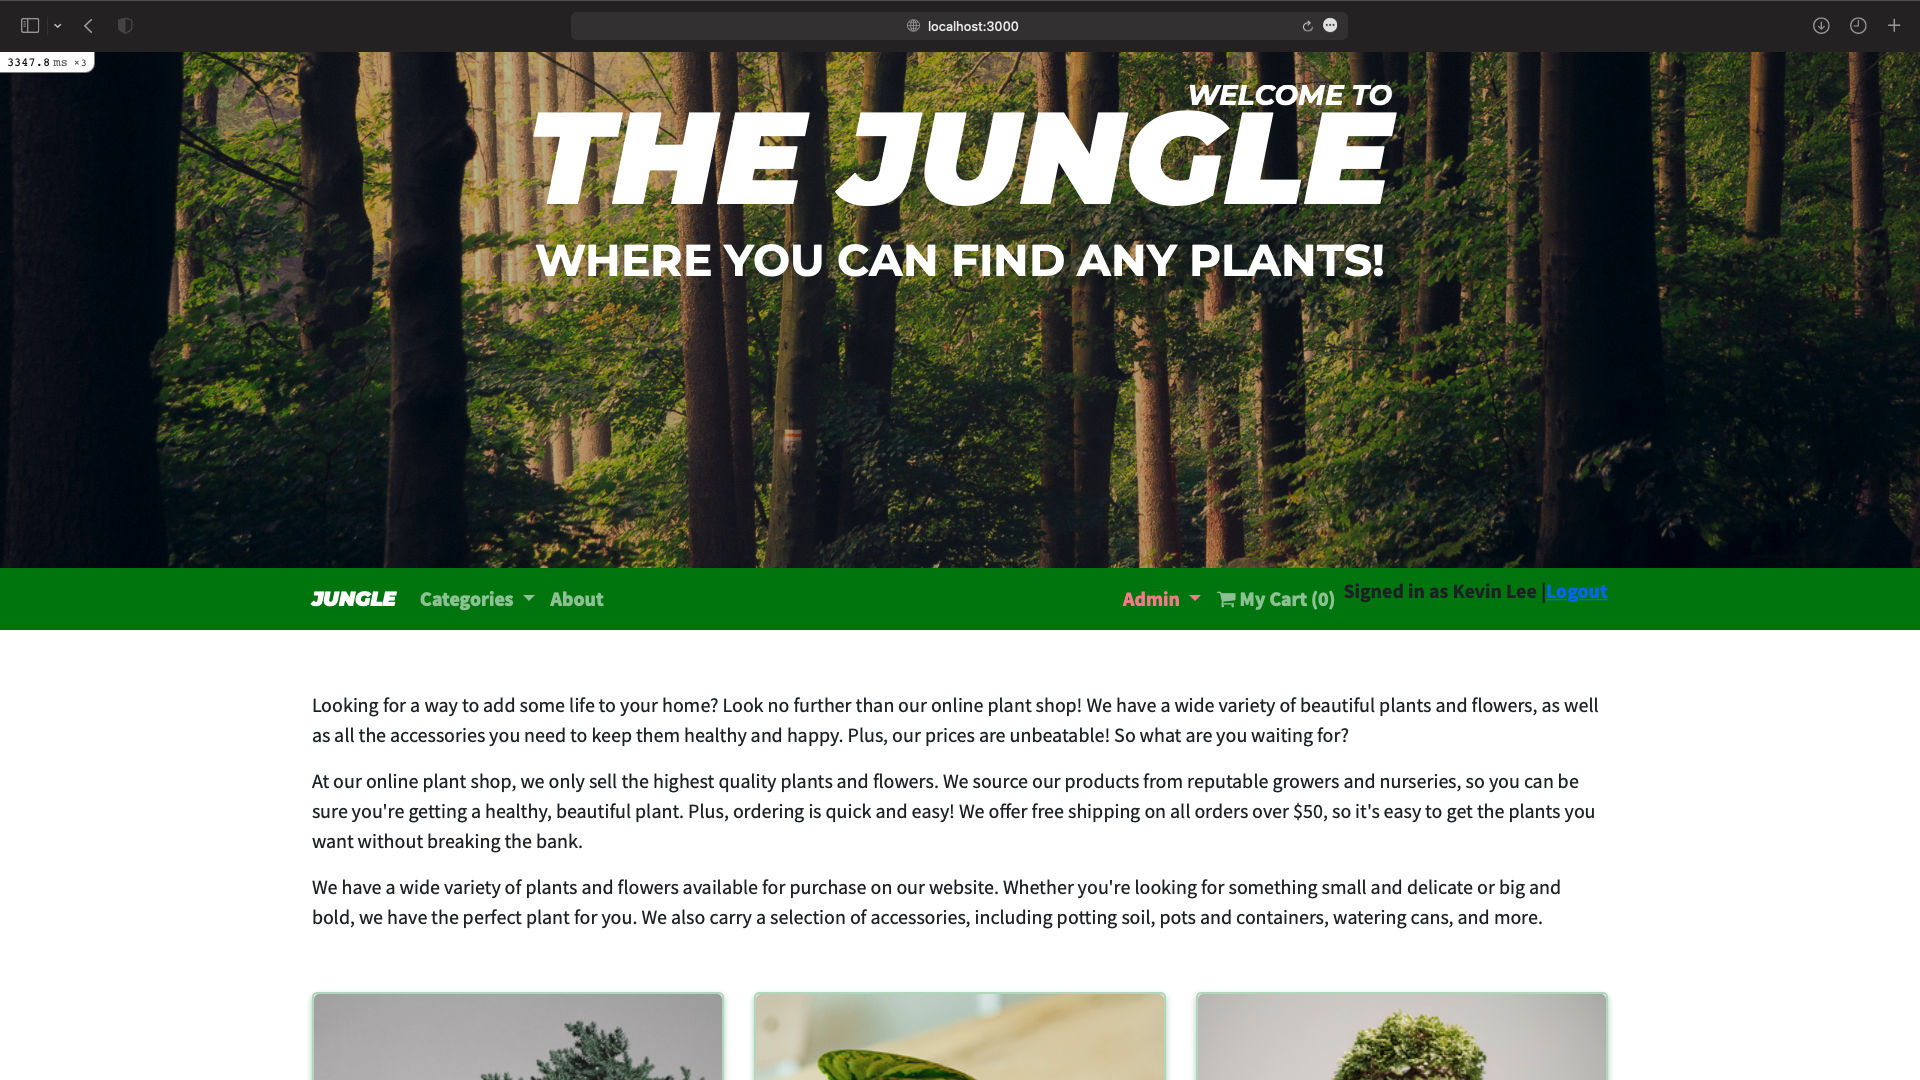 localhost:3000
3347.8 ms ×3
WELCOME TO
THE JUNGLE
WHERE YOU CAN FIND ANY PLANTS!
JUNGLE Categories About Admin My Cart (0) Signed in as Kevin Lee |Logout
Looking for a way to add some life to your home? Look no further than our online plant shop! We have a wide variety of beautiful plants and flowers, as well
as all the accessories you need to keep them healthy and happy. Plus, our prices are unbeatable! So what are you waiting for?
At our online plant shop, we only sell the highest quality plants and flowers. We source our products from reputable growers and nurseries, so you can be
sure you're getting a healthy, beautiful plant. Plus, ordering is quick and easy! We offer free shipping on all orders over $50, so it's easy to get the plants you
want without breaking the bank.
We have a wide variety of plants and flowers available for purchase on our website. Whether you're looking for something small and delicate or big and
bold, we have the perfect plant for you. We also carry a selection of accessories, including potting soil, pots and containers, watering cans, and more.